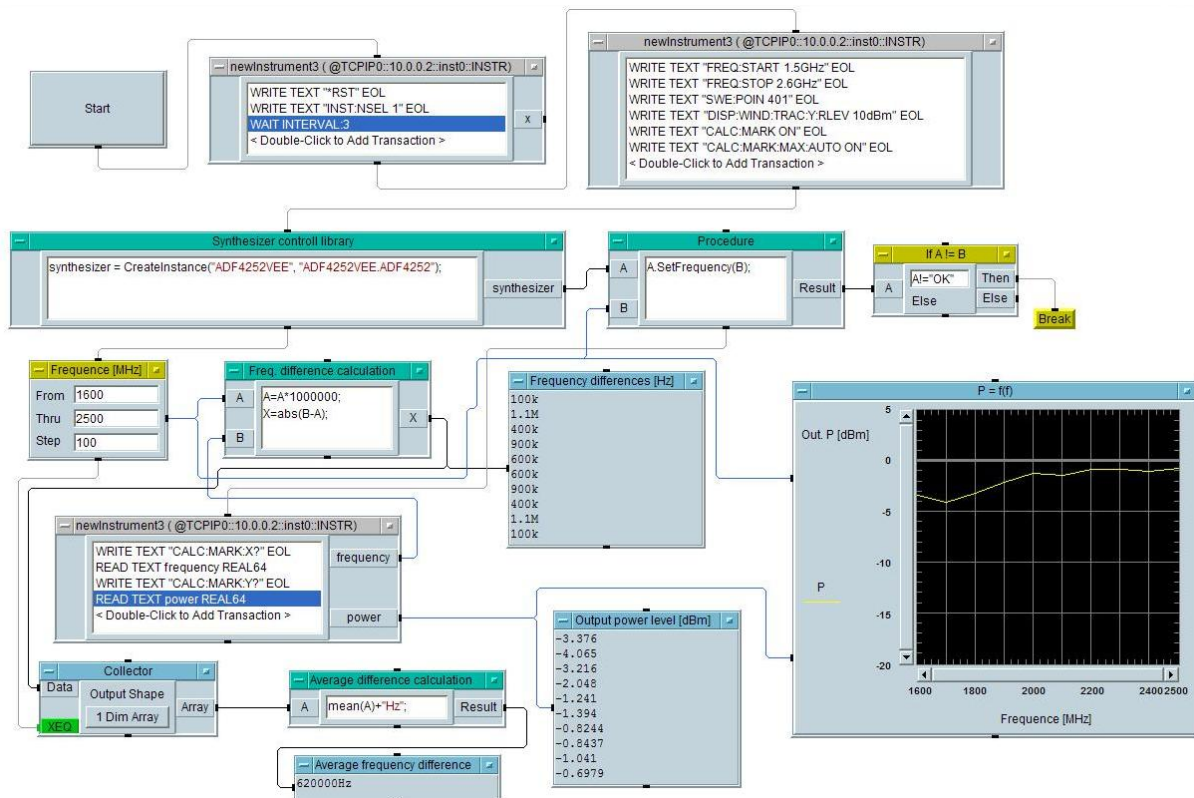 Start
newInstrument3 ( @TCPIP0::10.0.0.2::inst0::INSTR)
WRITE TEXT "*RST" EOL
WRITE TEXT "INST:NSEL 1" EOL
WAIT INTERVAL:3
< Double-Click to Add Transaction >
x
newInstrument3 ( @TCPIP0::10.0.0.2::inst0::INSTR)
WRITE TEXT "FREQ:START 1.5GHz" EOL
WRITE TEXT "FREQ:STOP 2.6GHz" EOL
WRITE TEXT "SWE:POIN 401" EOL
WRITE TEXT "DISP:WIND:TRAC:Y:RLEV 10dBm" EOL
WRITE TEXT "CALC:MARK ON" EOL
WRITE TEXT "CALC:MARK:MAX:AUTO ON" EOL
< Double-Click to Add Transaction >
Synthesizer controll library
synthesizer = CreateInstance("ADF4252VEE", "ADF4252VEE.ADF4252");
synthesizer
Procedure
A
B
A.SetFrequency(B);
Result
If A != B
A
A!="OK"
Then
Else
Else
Break
Frequence [MHz]
From 1600
Thru 2500
Step 100
Freq. difference calculation
A
B
A=A*1000000;
X=abs(B-A);
X
Frequency differences [Hz]
100k
1.1M
400k
900k
600k
600k
900k
400k
1.1M
100k
P = f(f)
Out. P [dBm]
P
5
0
-5
-10
-15
-20
1600
1800
2000
2200
2400
2500
Frequence [MHz]
newInstrument3 ( @TCPIP0::10.0.0.2::inst0::INSTR)
WRITE TEXT "CALC:MARK:X?" EOL
READ TEXT frequency REAL64
WRITE TEXT "CALC:MARK:Y?" EOL
READ TEXT power REAL64
< Double-Click to Add Transaction >
frequency
power
Output power level [dBm]
-3.376
-4.065
-3.216
-2.048
-1.241
-1.394
-0.8244
-0.8437
-1.041
-0.6979
Collector
Data
XEQ
Output Shape
1 Dim Array
Array
Average difference calculation
A
mean(A)+"Hz";
Result
Average frequency difference
620000Hz